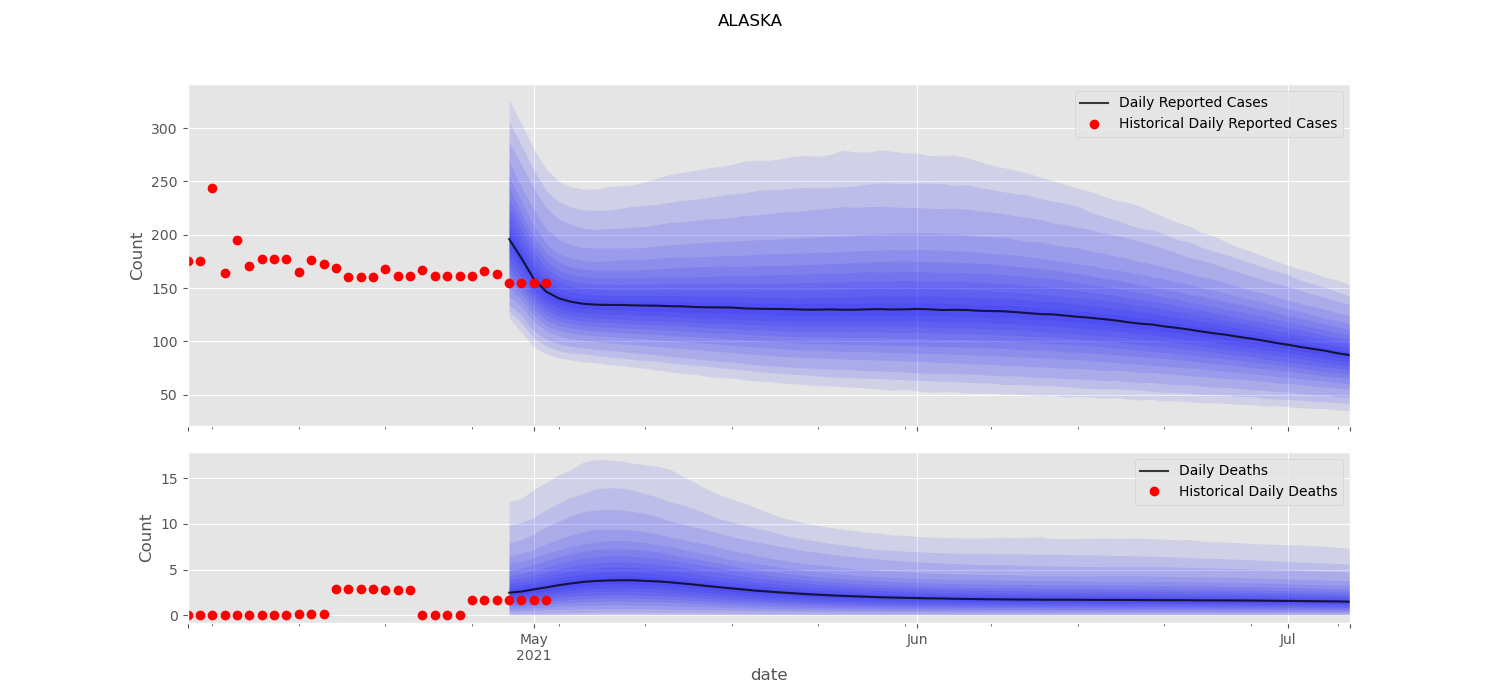 ALASKA
Daily Reported Cases
Historical Daily Reported Cases
300
250
200
150
100
50
Count
Daily Deaths
Historical Daily Deaths
15
10
5
0
Count
May
2021
Jun
Jul
date